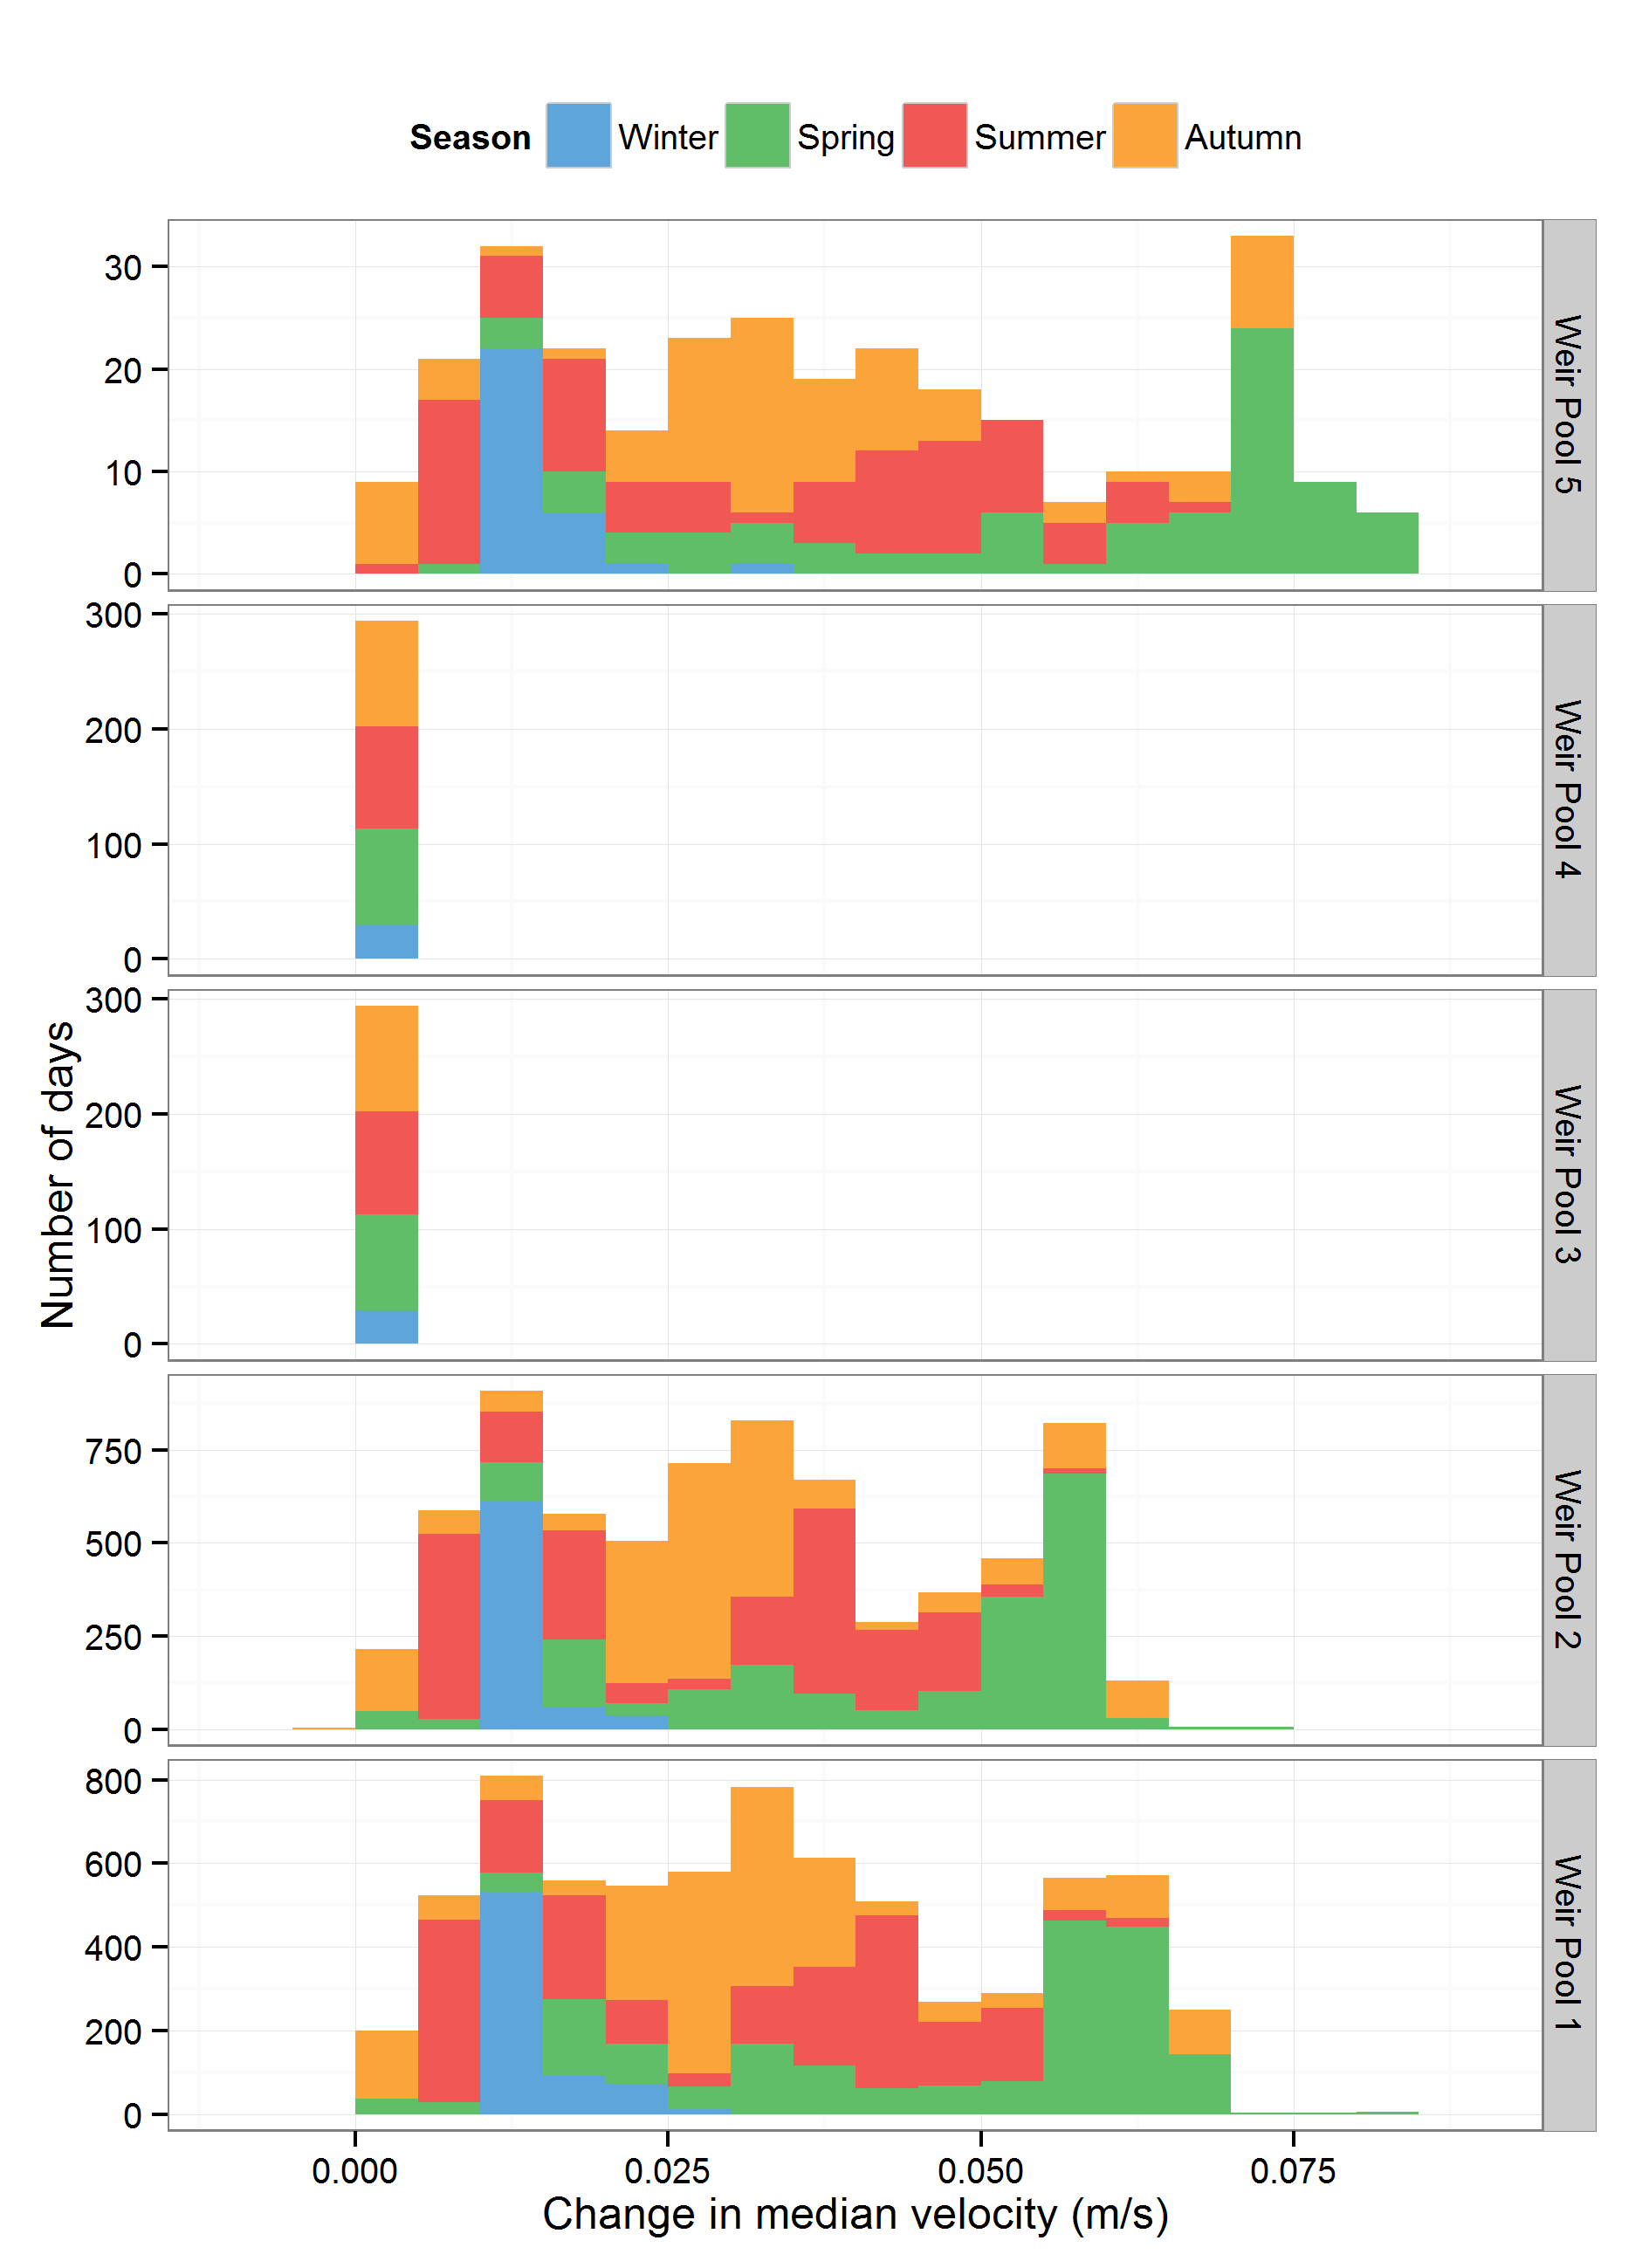 Season Winter Spring Summer Autumn
30
20
10
0
Weir Pool 5
300
200
100
0
Weir Pool 4
300
200
100
0
Weir Pool 3
Number of days
750
500
250
0
Weir Pool 2
800
600
400
200
0
Weir Pool 1
0.000 0.025 0.050 0.075
Change in median velocity (m/s)